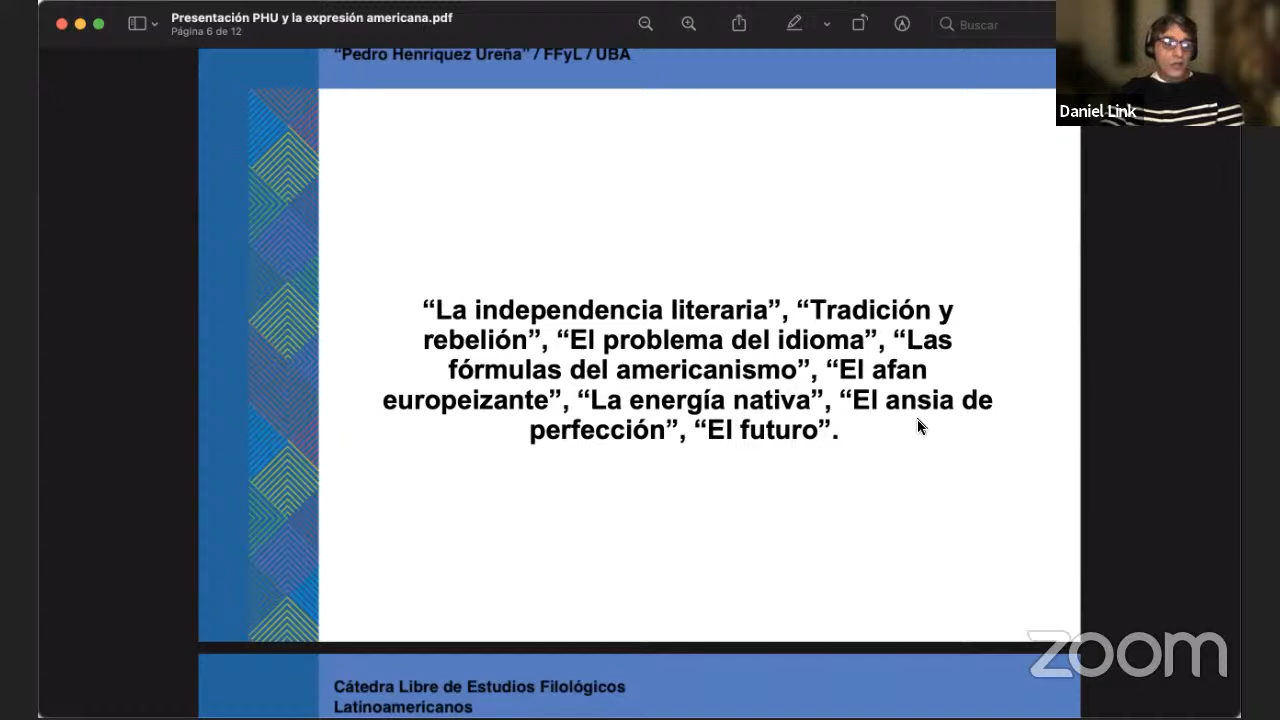 Presentación PHU y la expresión americana.pdf
Página 6 de 12
Buscar
Daniel Link
“Pedro Henriquez Ureña” / FFyL / UBA
“La independencia literaria”, “Tradición y
rebelión”, “El problema del idioma”, “Las
fórmulas del americanismo”, “El afan
europeizante”, “La energía nativa”, “El ansia de
perfección”, “El futuro”.
zoom
Cátedra Libre de Estudios Filológicos
Latinoamericanos